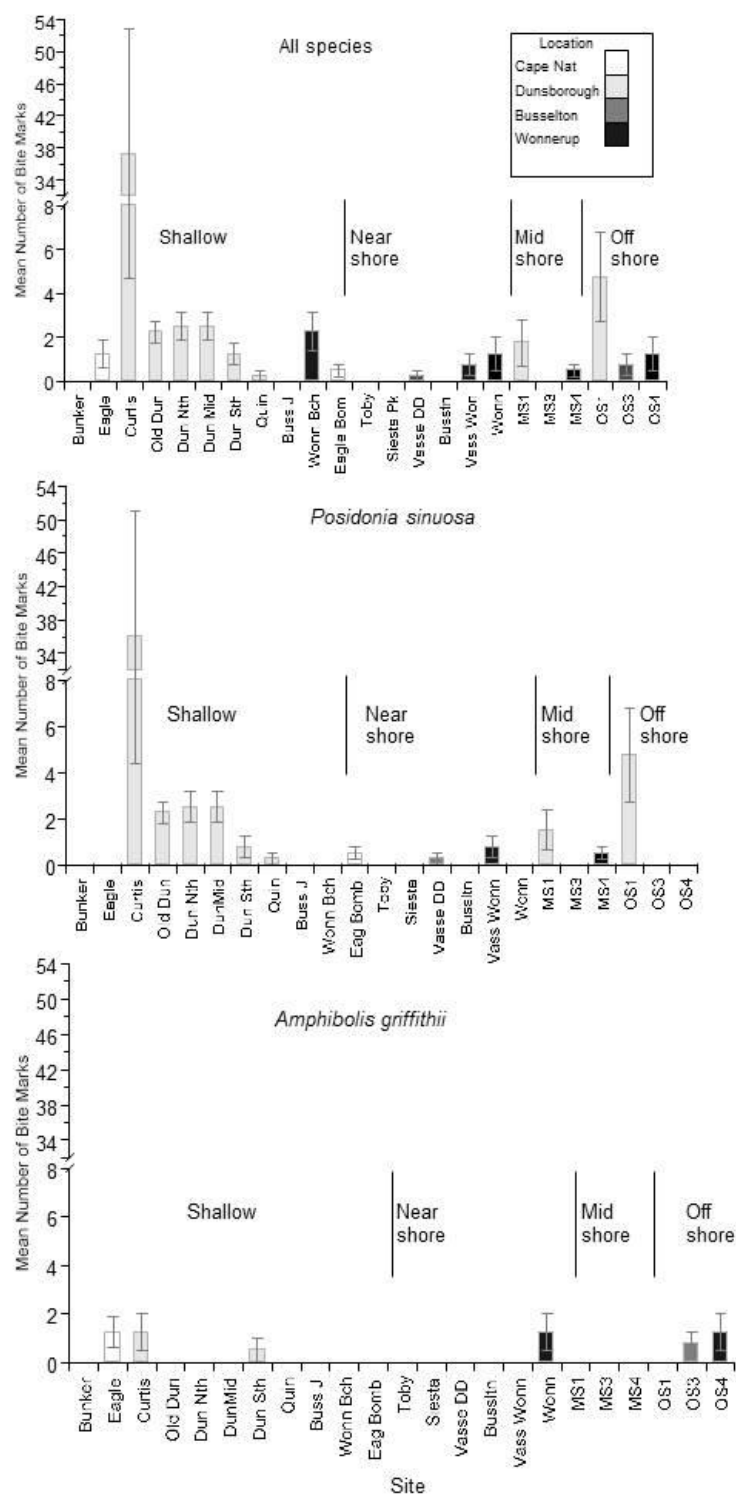 All species
Location
Cape Nat
Dunsborough
Busselton
Wonnerup
Mean Number of Bite Marks
54
50
46
42
38
34
8
6
4
2
0
Shallow
Near
shore
Mid
shore
Off
shore
Bunker
Eagle
Curtis
Old Dun
Dun Nth
Dun Mid
Dun Sth
Quin
Buss J
Wonn Bch
Eagle Bom
Toby
Siesta Pk
Vasse DD
Busstn
Vass Won
Wonn
MS1
MS3
MS4
OS1
OS3
OS4
Posidonia sinuosa
Mean Number of Bite Marks
54
50
46
42
38
34
8
6
4
2
0
Shallow
Near
shore
Mid
shore
Off
shore
Bunker
Eagle
Curtis
Old Dun
Dun Nth
DunMid
Dun Sth
Quin
Buss J
Wonn Bch
Eag Bomb
Toby
Siesta
Vasse DD
Bussltn
Vass Wonn
Wonn
MS1
MS3
MS4
OS1
OS3
OS4
Amphibolis griffithii
Mean Number of Bite Marks
54
50
46
42
38
34
8
6
4
2
0
Shallow
Near
shore
Mid
shore
Off
shore
Bunker
Eagle
Curtis
Old Dun
Dun Nth
DunMid
Dun Sth
Quin
Buss J
Wonn Bch
Eag Bomb
Toby
Siesta
Vasse DD
Bussltn
Vass Wonn
Wonn
MS1
MS3
MS4
OS1
OS3
OS4
Site